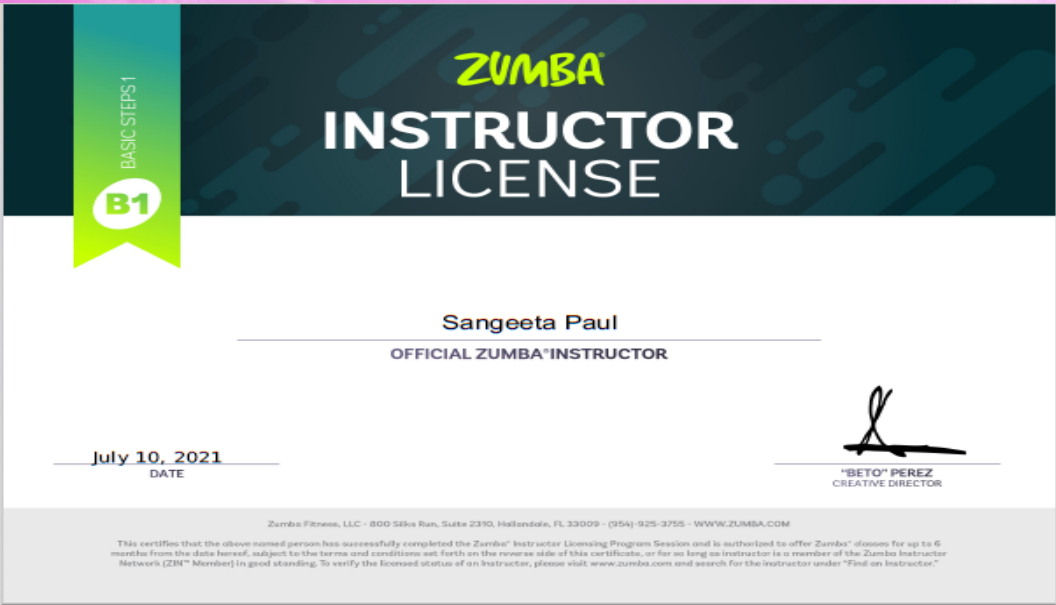 BASIC STEPS 1
B1
ZUMBA®
INSTRUCTOR
LICENSE
Sangeeta Paul
OFFICIAL ZUMBA®INSTRUCTOR
July 10, 2021
DATE
"BETO" PEREZ
CREATIVE DIRECTOR
Zumba Fitness, LLC - 800 Silks Run, Suite 2310, Hallandale, FL 33009 - (954)-925-3755 - WWW.ZUMBA.COM
This certifies that the above named person has successfully completed the Zumba® Instructor Licensing Program Session and is authorized to offer Zumba® classes for up to 6
months from the date hereof, subject to the terms and conditions set forth on the reverse side of this certificate, or for so long as instructor is a member of the Zumba Instructor
Network (ZIN™ Member) in good standing. To verify the licensed status of an Instructor, please visit www.zumba.com and search for the instructor under "Find an Instructor."